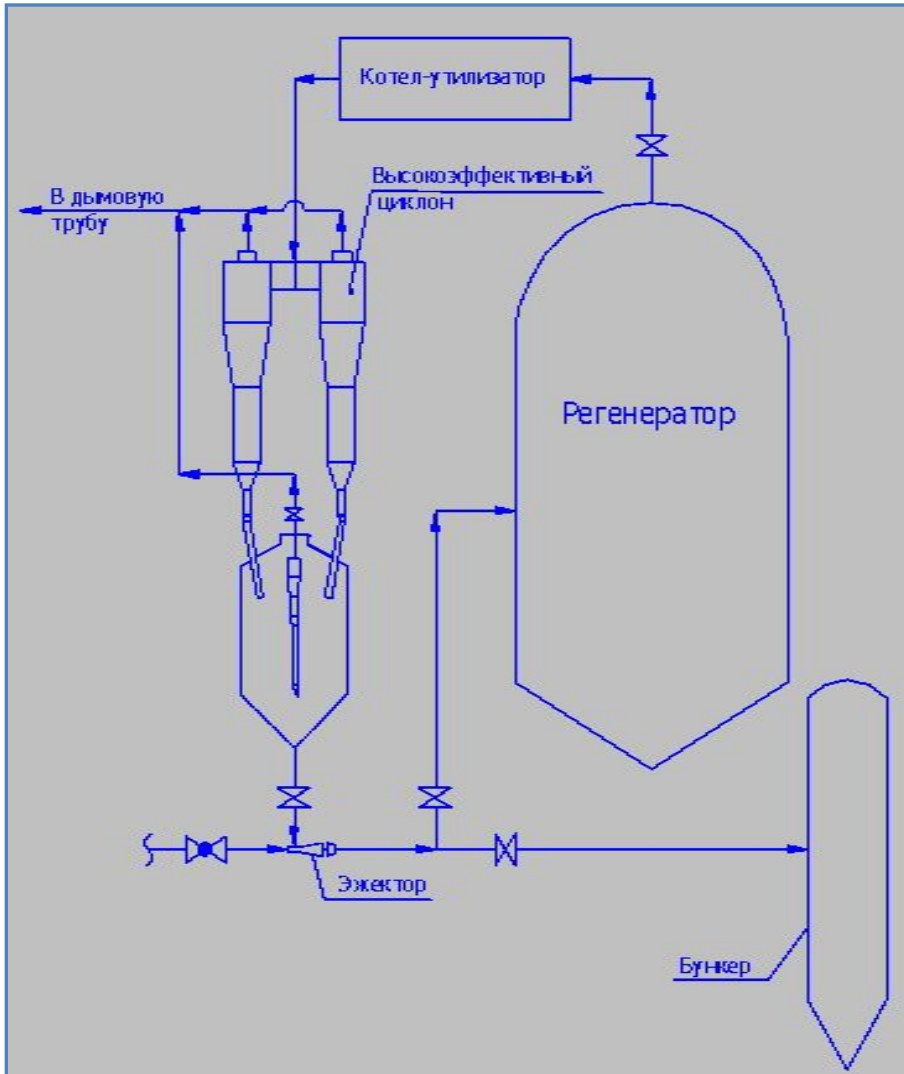 Котел-утилизатор
Высокоэффективный
циклон
В дымовую
трубу
Регенератор
Эжектор
Бункер